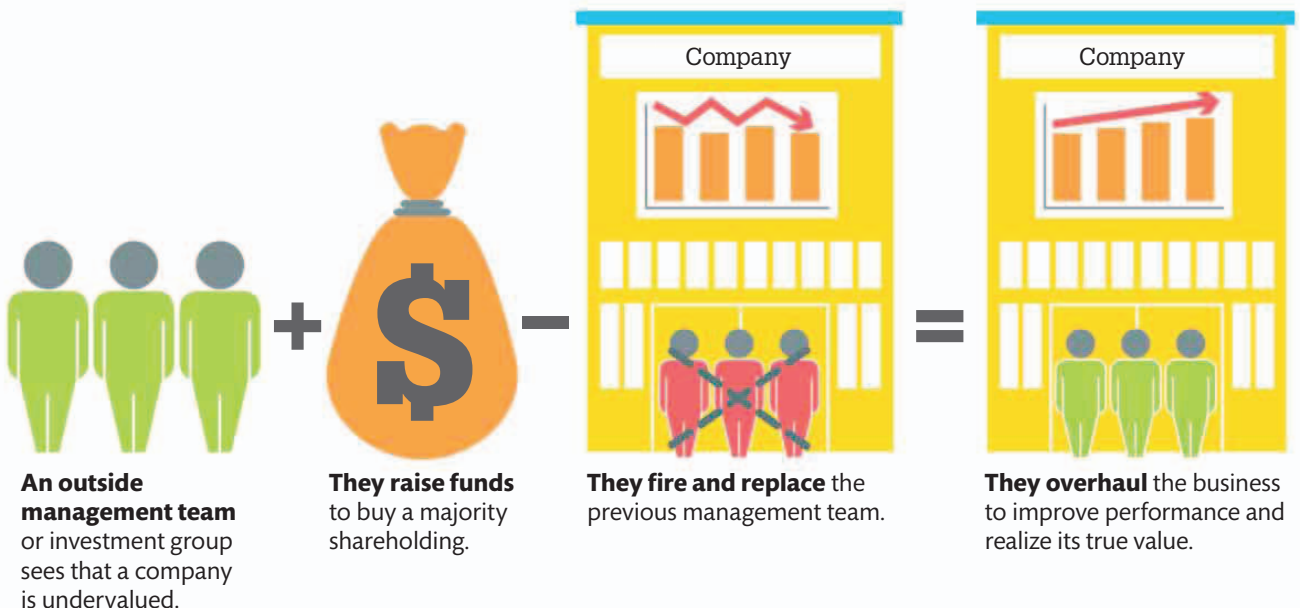 Company
Company
$
An outside
management team
or investment group
sees that a company
is undervalued.
They raise funds
to buy a majority
shareholding.
They fire and replace the
previous management team.
They overhaul the business
to improve performance and
realize its true value.